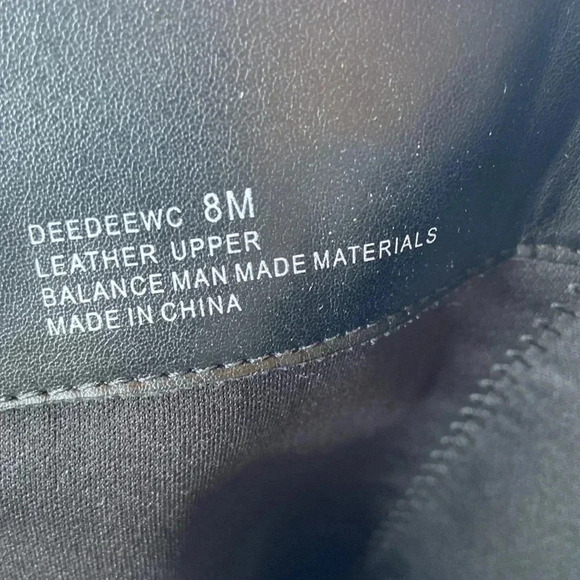 DEEDEEWC 8M
LEATHER UPPER
BALANCE MAN MADE MATERIALS
MADE IN CHINA